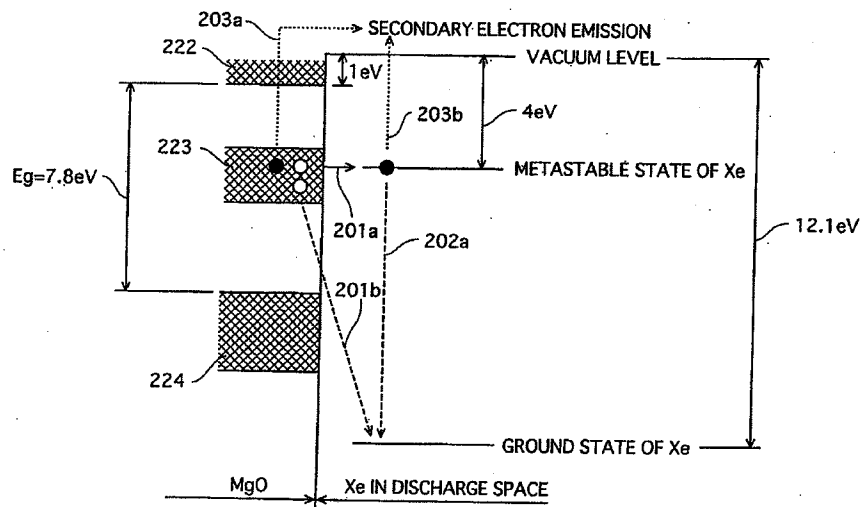 203a
SECONDARY ELECTRON EMISSION
222
VACUUM LEVEL
1eV
4eV
203b
223
METASTABLE STATE OF Xe
Eg=7.8eV
201a
12.1eV
202a
201b
224
GROUND STATE OF Xe
MgO
Xe IN DISCHARGE SPACE